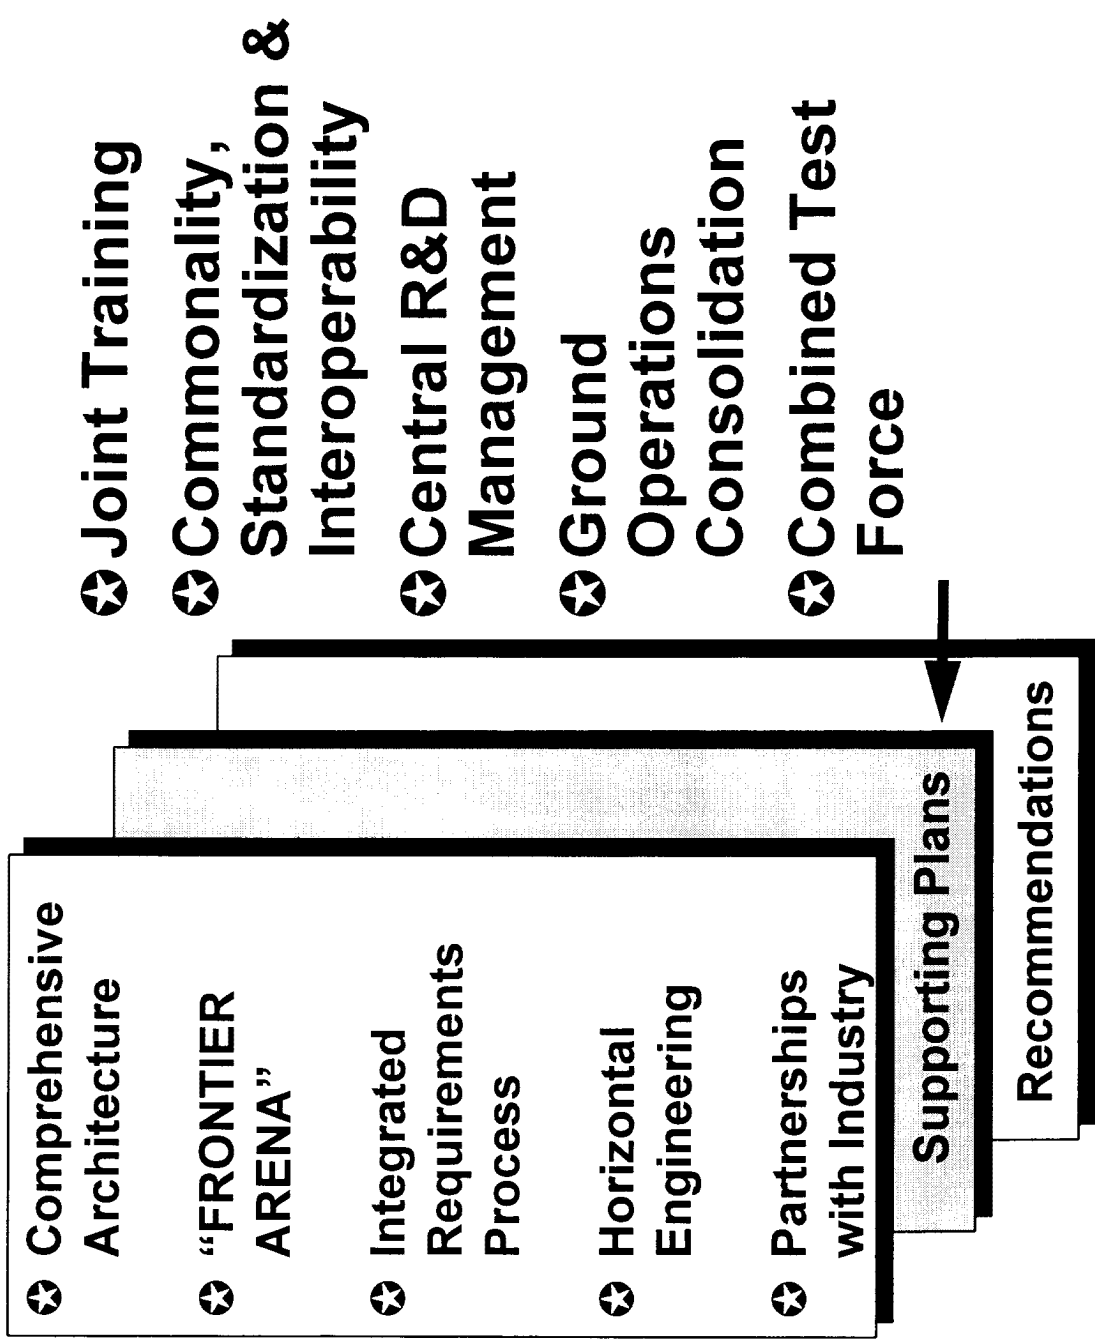 Comprehensive
Architecture
“FRONTIER
ARENA”
Integrated
Requirements
Process
Horizontal
Engineering
Partnerships
with Industry
Supporting Plans
Recommendations
Joint Training
Commonality,
Standardization &
Interoperability
Central R&D
Management
Ground
Operations
Consolidation
Combined Test
Force